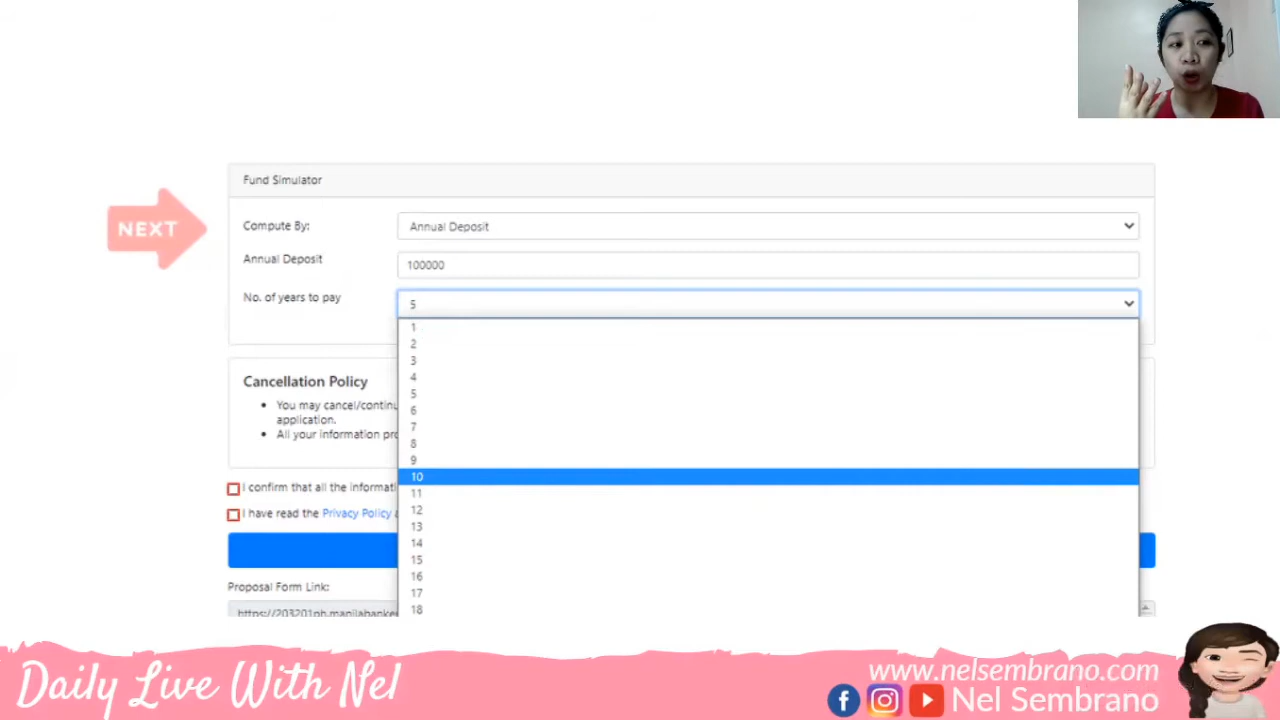 Fund Simulator
NEXT
Compute By:
Annual Deposit
Annual Deposit
100000
No. of years to pay
5
1
2
3
4
5
6
7
8
9
10
11
12
13
14
15
16
17
18
Cancellation Policy
• You may cancel/continu
application.
• All your information pro
I confirm that all the informati
I have read the Privacy Policy a
Proposal Form Link:
https://203201ph.manilabanker
Daily Live With Nel
www.nelsembrano.com
Nel Sembrano